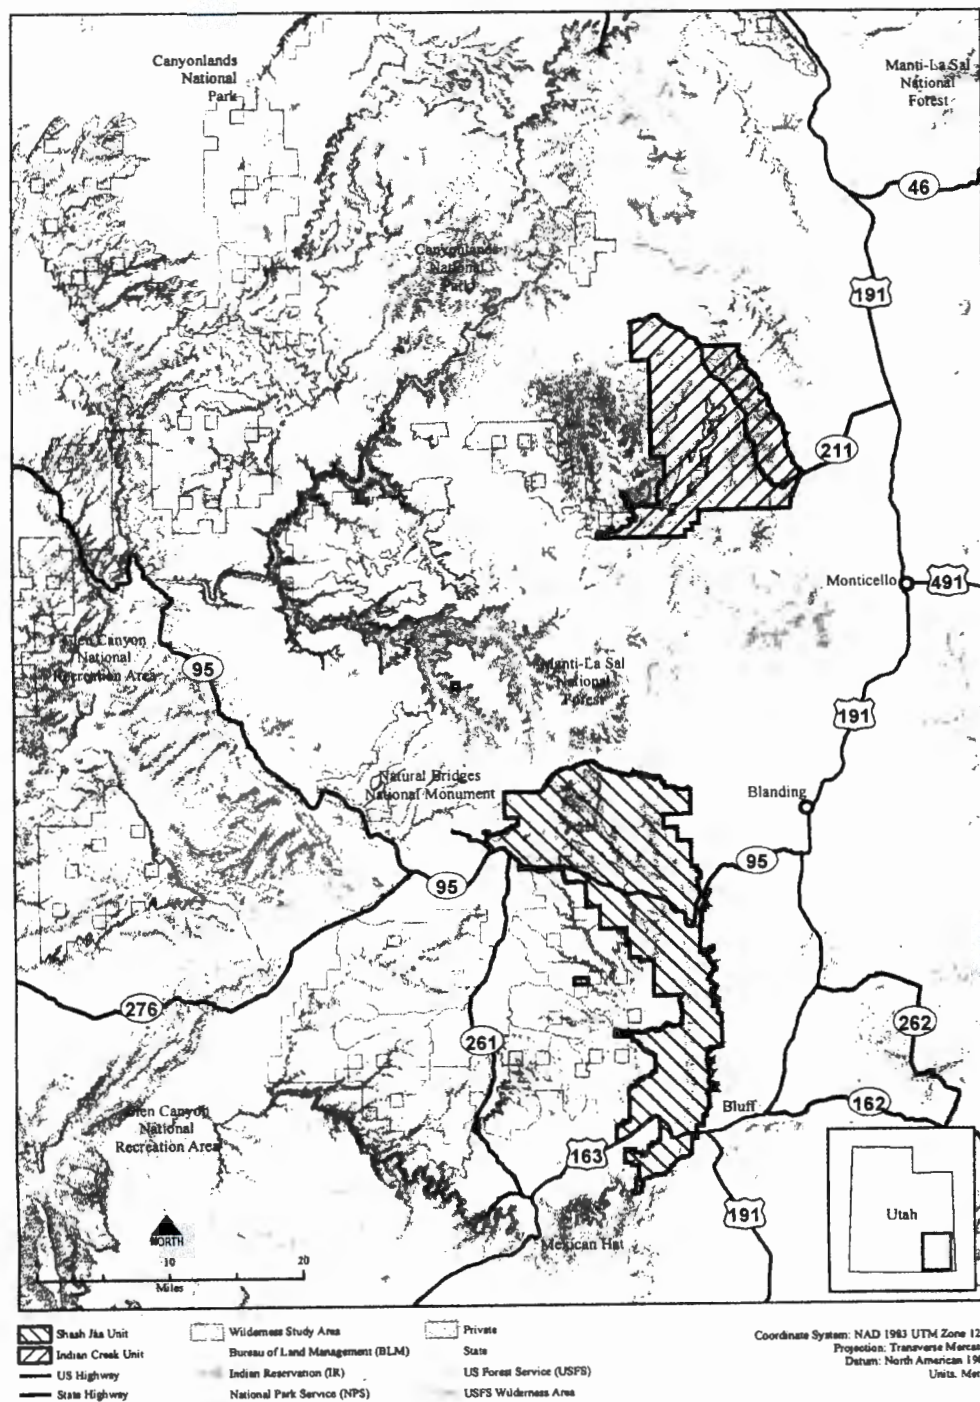 Canyonlands
National
Park
Manti-La Sal
National
Forest
46
Canyonlands
National
Park
191
211
Monticello
491
Glen Canyon
National
Recreation Area
95
Manti-La Sal
National
Forest
191
Natural Bridges
National Monument
Blanding
95
95
276
261
262
Bluff
162
Glen Canyon
National
Recreation Area
163
191
Utah
NORTH
Mexican Hat
10
20
Miles
Shash Jáa Unit
Indian Creek Unit
US Highway
State Highway
Wilderness Study Area
Bureau of Land Management (BLM)
Indian Reservation (IR)
National Park Service (NPS)
Private
State
US Forest Service (USFS)
USFS Wilderness Area
Coordinate System: NAD 1983 UTM Zone 12
Projection: Transverse
Datum: North American
Units: